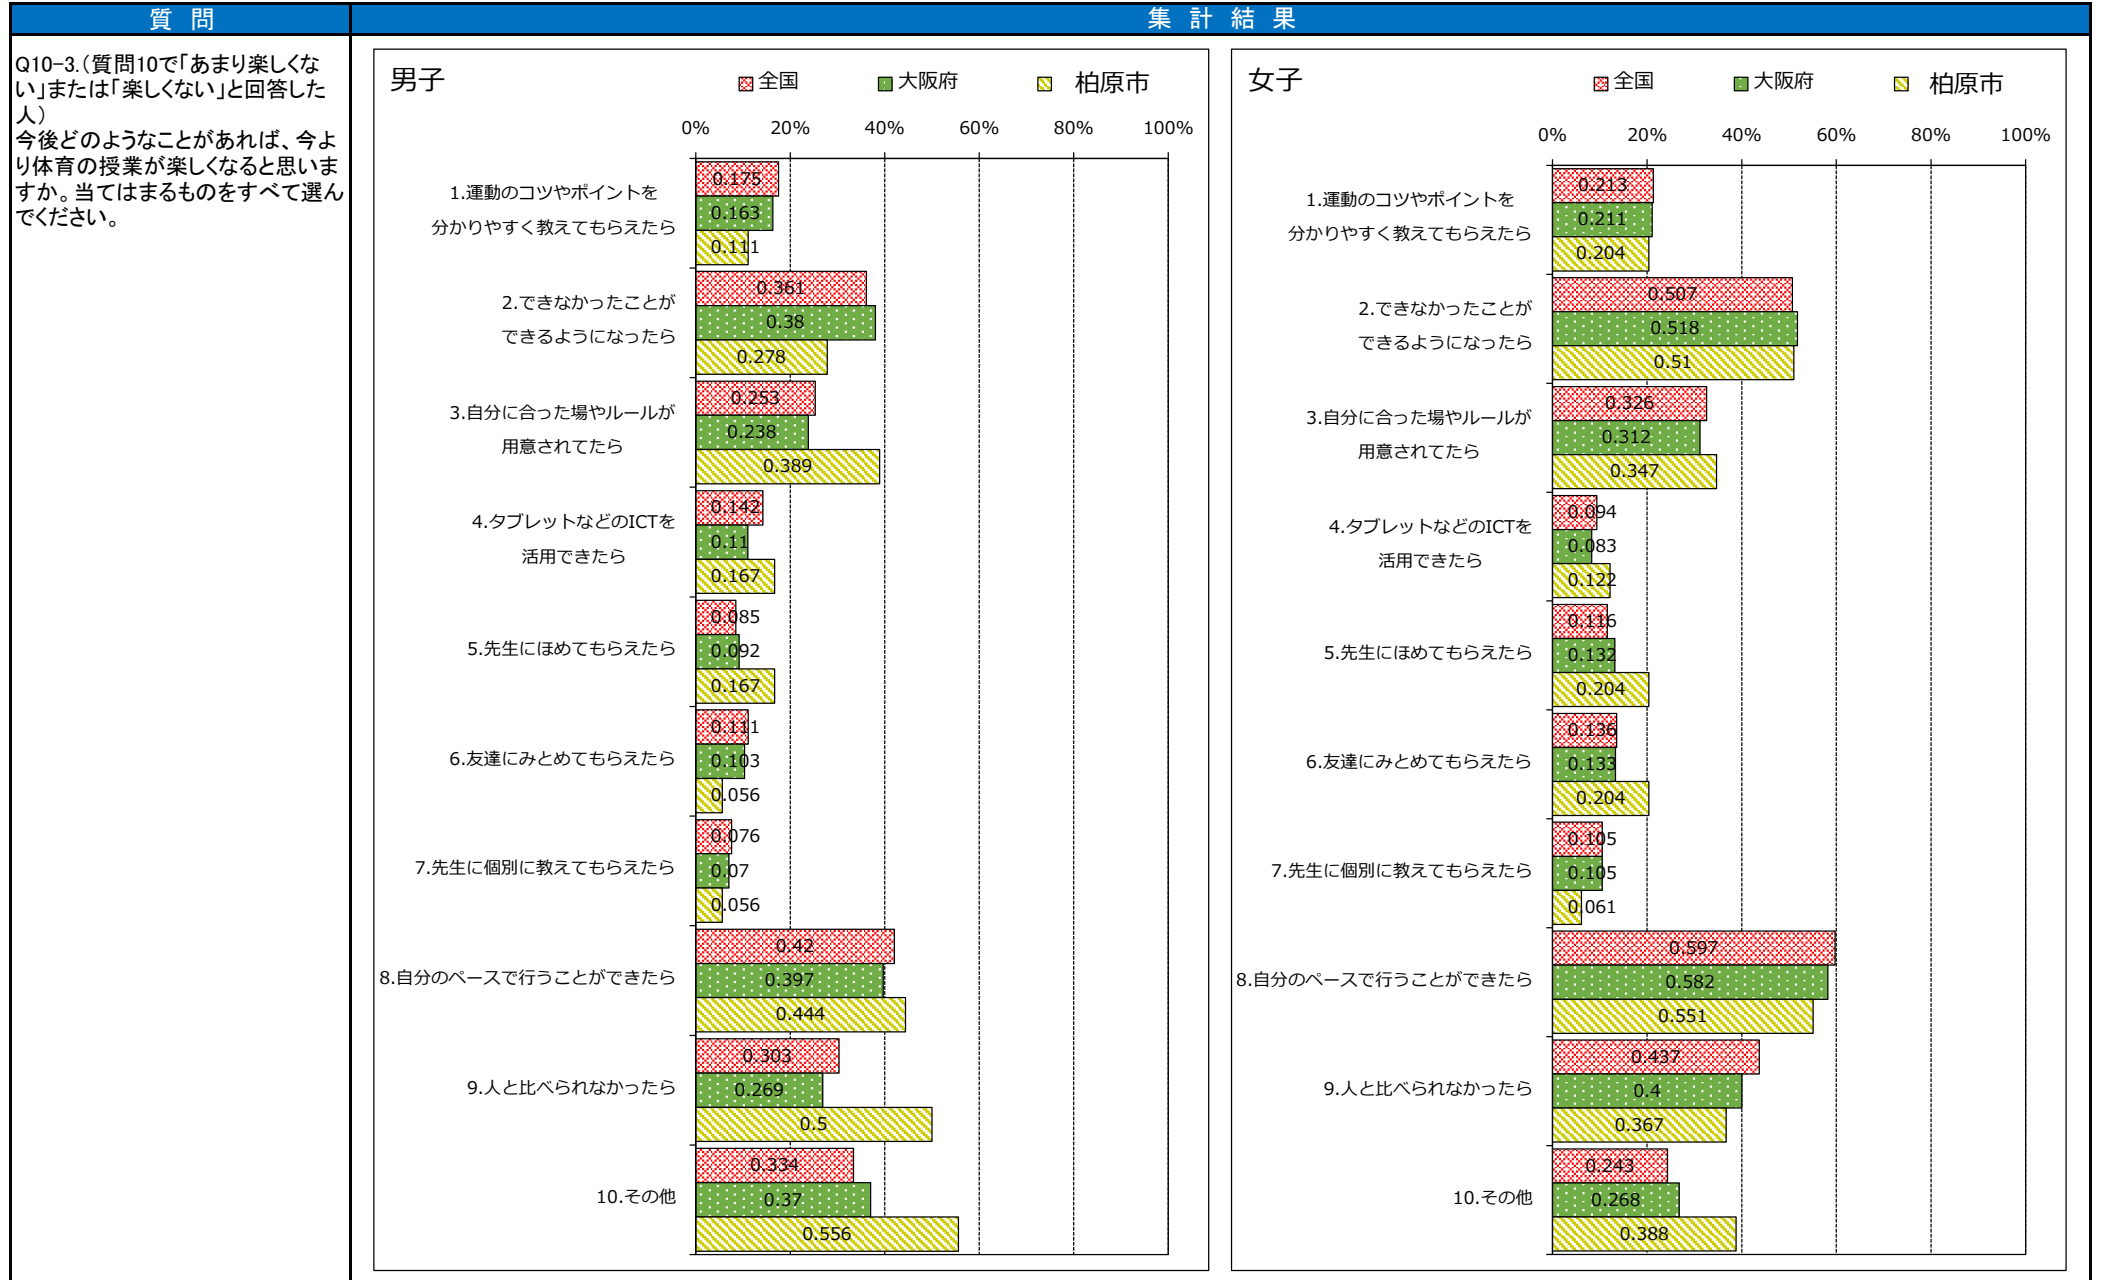 質 問
集 計 結 果
Q10-3.(質問10で「あまり楽しくな
い」または「楽しくない」と回答した
人)
今後どのようなことがあれば、今よ
り体育の授業が楽しくなると思いま
すか。当てはまるものをすべて選ん
でください。
男子
全国 大阪府 柏原市
0% 20% 40% 60% 80% 100%
1.運動のコツやポイントを
分かりやすく教えてもらえたら
0.175
0.163
0.111
2.できなかったことが
できるようになったら
0.361
0.38
0.278
3.自分に合った場やルールが
用意されてたら
0.253
0.238
0.389
4.タブレットなどのICTを
活用できたら
0.142
0.11
0.167
5.先生にほめてもらえたら
0.085
0.092
0.167
6.友達にみとめてもらえたら
0.111
0.103
0.056
7.先生に個別に教えてもらえたら
0.076
0.07
0.056
8.自分のペースで行うことができたら
0.42
0.397
0.444
9.人と比べられなかったら
0.303
0.269
0.5
10.その他
0.334
0.37
0.556
女子
全国 大阪府 柏原市
0% 20% 40% 60% 80% 100%
1.運動のコツやポイントを
分かりやすく教えてもらえたら
0.213
0.211
0.204
2.できなかったことが
できるようになったら
0.507
0.518
0.51
3.自分に合った場やルールが
用意されてたら
0.326
0.312
0.347
4.タブレットなどのICTを
活用できたら
0.094
0.083
0.122
5.先生にほめてもらえたら
0.116
0.132
0.204
6.友達にみとめてもらえたら
0.136
0.133
0.204
7.先生に個別に教えてもらえたら
0.105
0.105
0.061
8.自分のペースで行うことができたら
0.597
0.582
0.551
9.人と比べられなかったら
0.437
0.4
0.367
10.その他
0.243
0.268
0.388